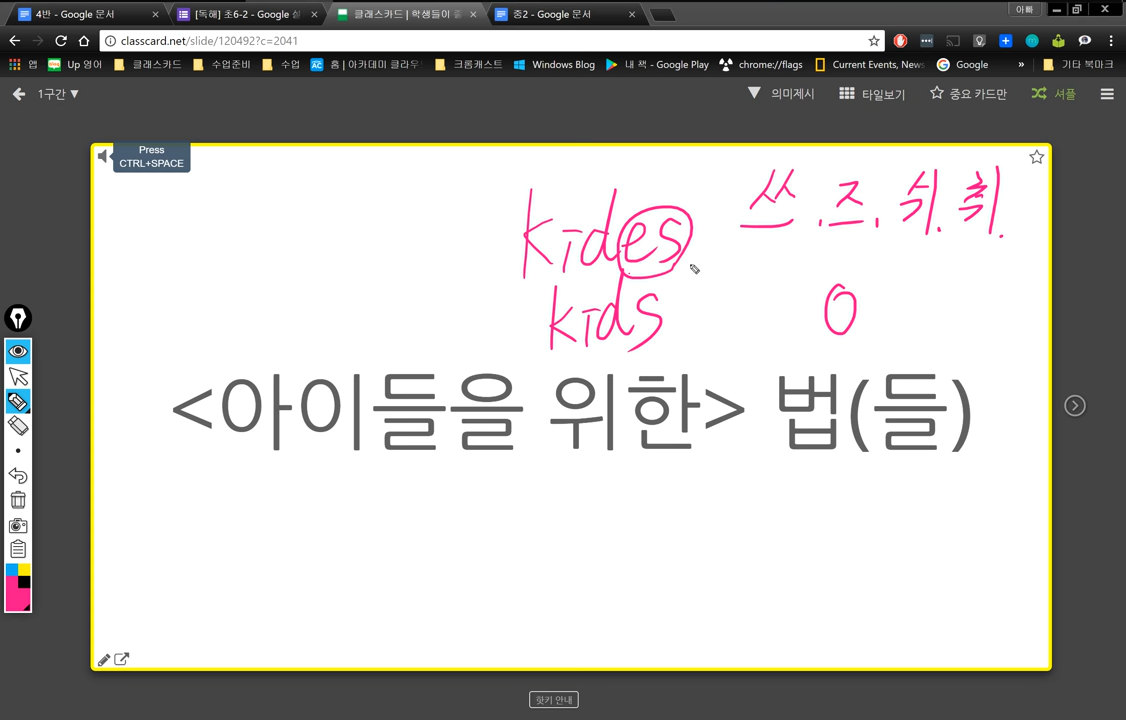 4반 - Google 문서
[독해] 초6-2 - Google 설
클래스카드 | 학생들이 줄
중2 - Google 문서
아빠
classcard.net/slide/120492?c=2041
앱 Up 영어 클래스카드 수업준비 수업 홈 | 아카데미 클라우 크롬캐스트 Windows Blog 내 책 - Google Play chrome://flags Current Events, News Google » 기타 북마크
1구간 ▼ 의미제시 타일보기 중요 카드만 셔플
Press
CTRL+SPACE
kides 쓰.즈.쉬.취.
kids O
<아이들을 위한> 법(들)
핫키 안내